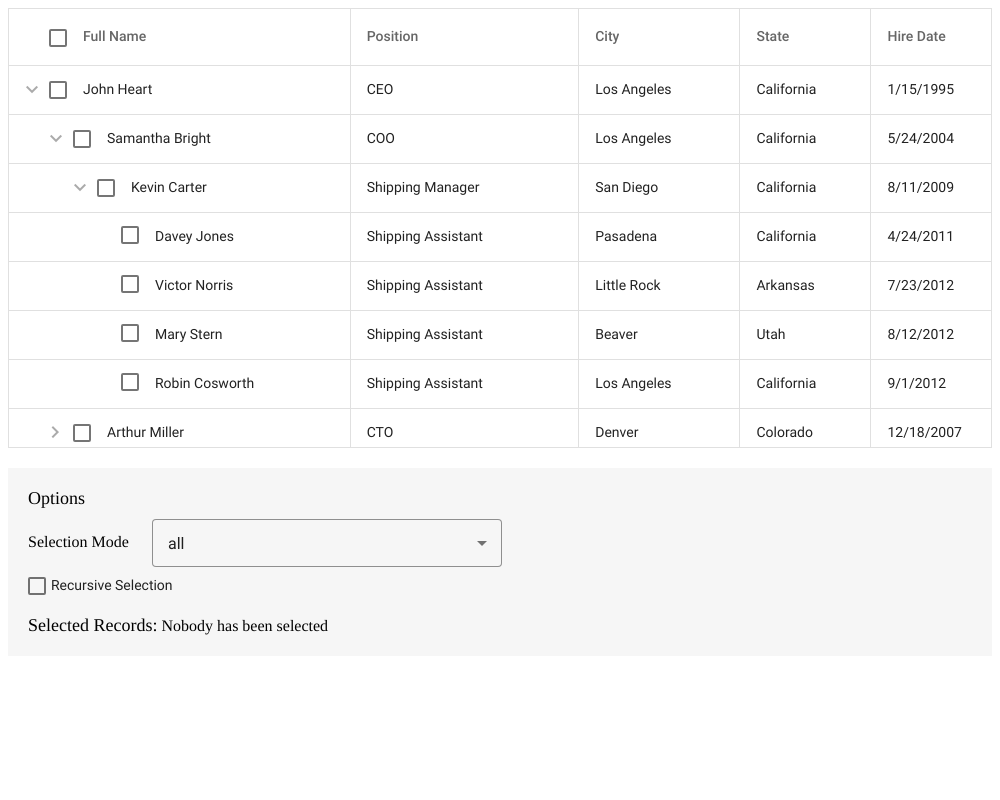 Full Name Position City State Hire Date
John Heart CEO Los Angeles California 1/15/1995
Samantha Bright COO Los Angeles California 5/24/2004
Kevin Carter Shipping Manager San Diego California 8/11/2009
Davey Jones Shipping Assistant Pasadena California 4/24/2011
Victor Norris Shipping Assistant Little Rock Arkansas 7/23/2012
Mary Stern Shipping Assistant Beaver Utah 8/12/2012
Robin Cosworth Shipping Assistant Los Angeles California 9/1/2012
Arthur Miller CTO Denver Colorado 12/18/2007
Options
Selection Mode all
Recursive Selection
Selected Records: Nobody has been selected